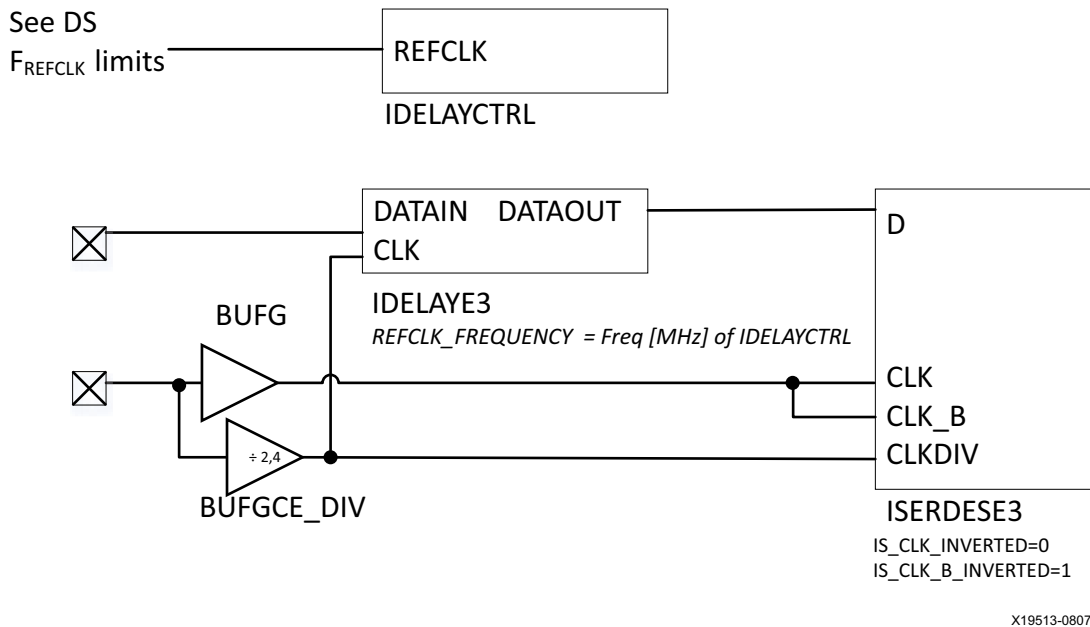 See DS
FREFCLK limits
REFCLK
IDELAYCTRL
DATAIN DATAOUT
CLK
D
IDELAYE3
REFCLK_FREQUENCY = Freq [MHz] of IDELAYCTRL
BUFG
CLK
CLK_B
÷ 2,4
CLKDIV
BUFGCE_DIV
ISERDESE3
IS_CLK_INVERTED=0
IS_CLK_B_INVERTED=1
X19513-0807